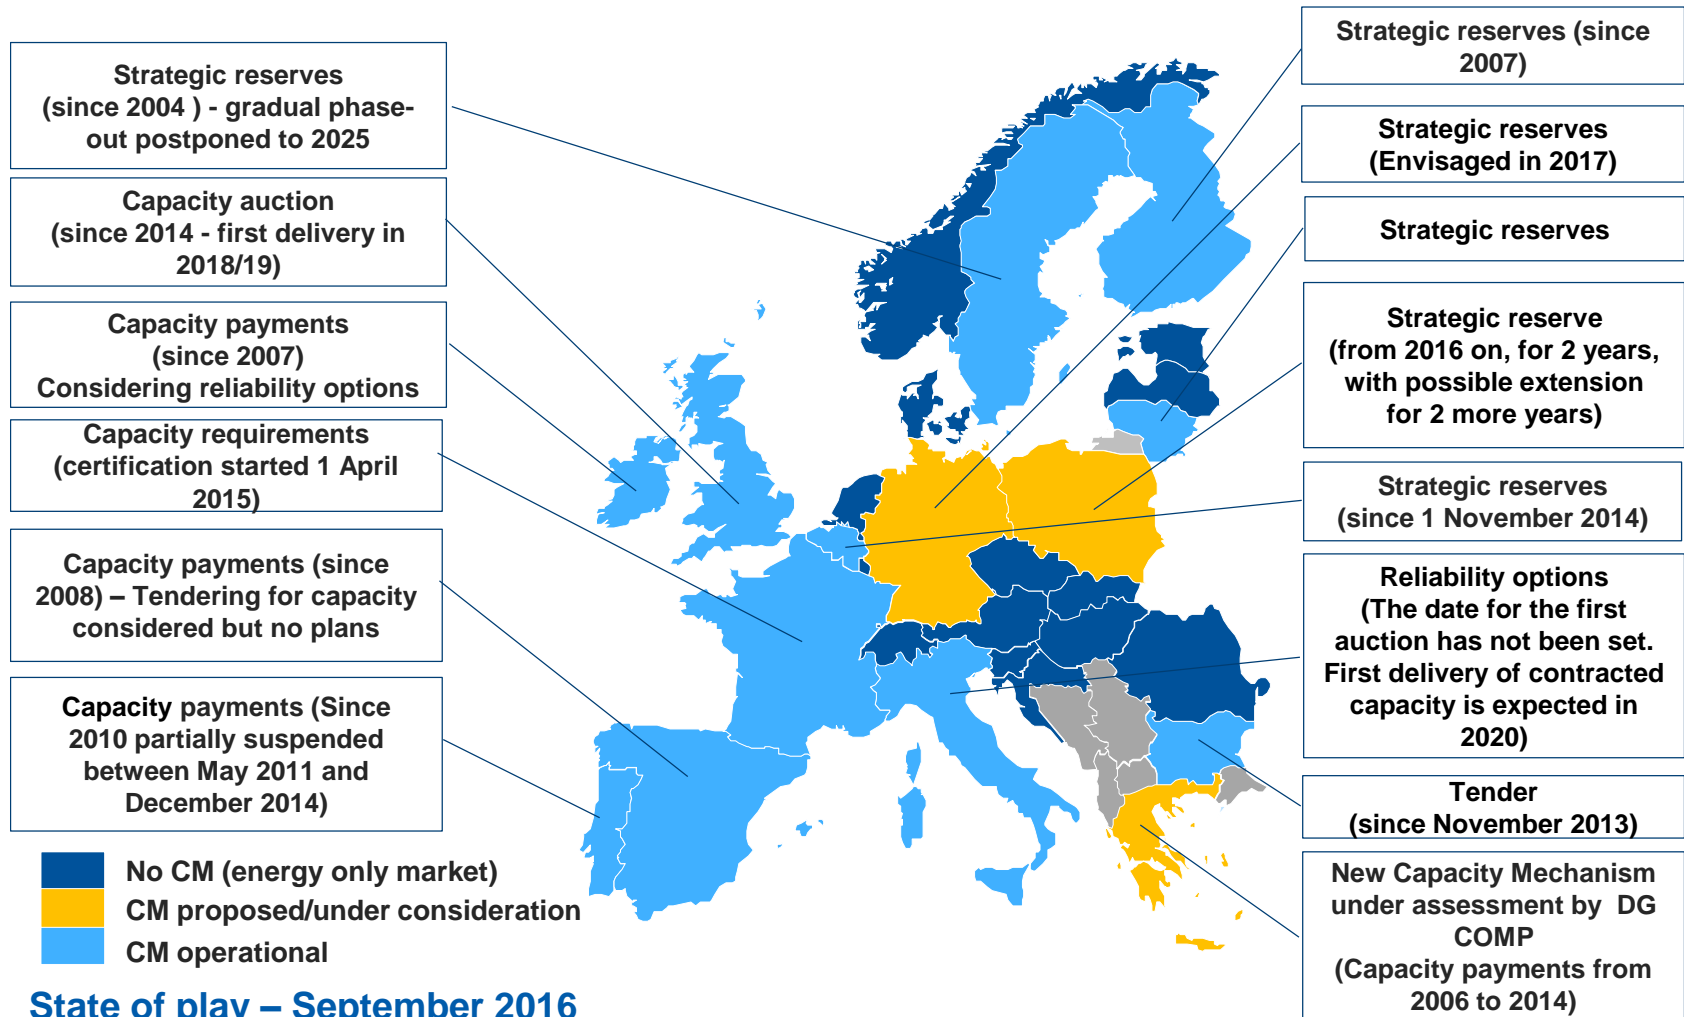 Strategic reserves
(since 2004 ) - gradual phase-
out postponed to 2025
Capacity auction
(since 2014 - first delivery in
2018/19)
Capacity payments
(since 2007)
Considering reliability options
Capacity requirements
(certification started 1 April
2015)
Capacity payments (since
2008) – Tendering for capacity
considered but no plans
Capacity payments (Since
2010 partially suspended
between May 2011 and
December 2014)
No CM (energy only market)
CM proposed/under consideration
CM operational
State of play – September 2016
Strategic reserves (since
2007)
Strategic reserves
(Envisaged in 2017)
Strategic reserves
Strategic reserve
(from 2016 on, for 2 years,
with possible extension
for 2 more years)
Strategic reserves
(since 1 November 2014)
Reliability options
(The date for the first
auction has not been set.
First delivery of contracted
capacity is expected in
2020)
Tender
(since November 2013)
New Capacity Mechanism
under assessment by DG
COMP
(Capacity payments from
2006 to 2014)